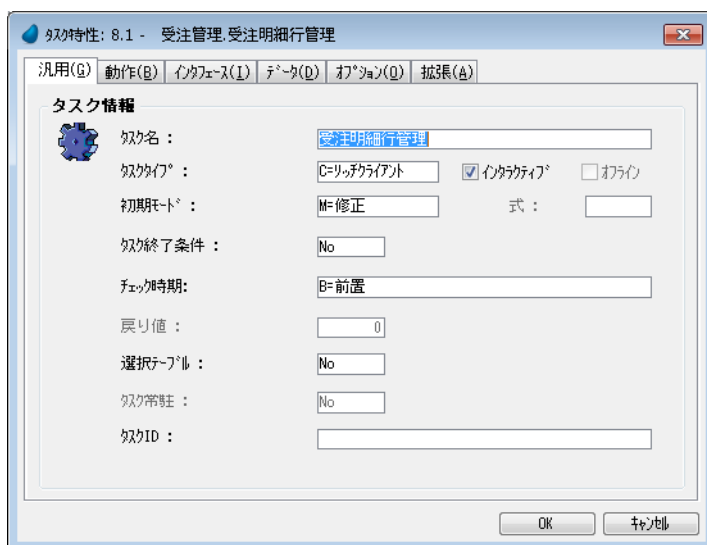 ﾀｽｸ特性: 8.1 - 受注管理.受注明細行管理
汎用(G) 動作(B) ｲﾝﾀﾌｪｰｽ(I) ﾃﾞｰﾀ(D) ｵﾌﾟｼｮﾝ(O) 拡張(A)
タスク情報
ﾀｽｸ名： 受注明細行管理
ﾀｽｸﾀｲﾌﾟ： C=ﾘｯﾁｸﾗｲｱﾝﾄ ｲﾝﾀﾗｸﾃｨﾌﾞ ｵﾌﾗｲﾝ
初期ﾓｰﾄﾞ： M=修正 式：
ﾀｽｸ終了条件： No
ﾁｪｯｸ時期: B=前置
戻り値： 0
選択ﾃｰﾌﾞﾙ： No
ﾀｽｸ常駐： No
ﾀｽｸID：
OK ｷｬﾝｾﾙ